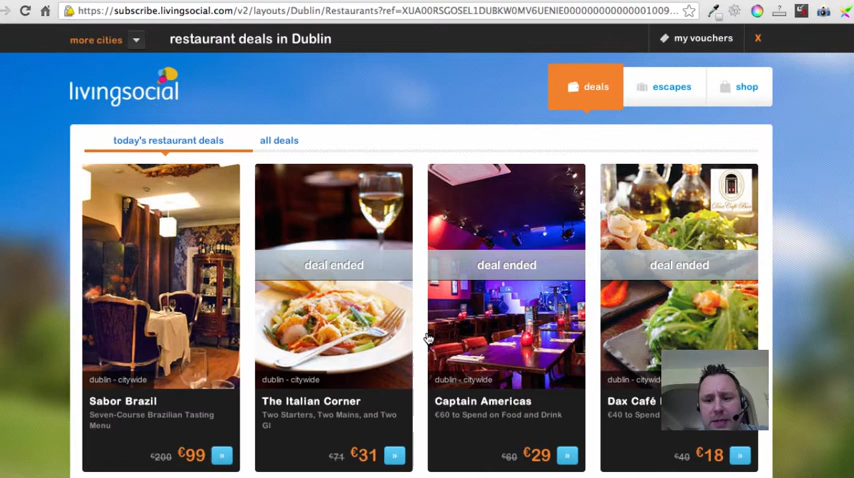 https://subscribe.livingsocial.com/v2/layouts/Dublin/Restaurants?ref=XUA00RSGOSEL1DUBKW0MV6UENIE00000000000001009...
more cities
restaurant deals in Dublin
my vouchers
X
livingsocial
deals
escapes
shop
today's restaurant deals
all deals
dublin - citywide
Sabor Brazil
Seven-Course Brazilian Tasting
Menu
€200 €99 »
deal ended
dublin - citywide
The Italian Corner
Two Starters, Two Mains, and Two
Gl
€71 €31 »
deal ended
dublin - citywide
Captain Americas
€60 to Spend on Food and Drink
€60 €29 »
deal ended
dublin - citywide
Dax Café
€40 to Spend
€40 €18 »